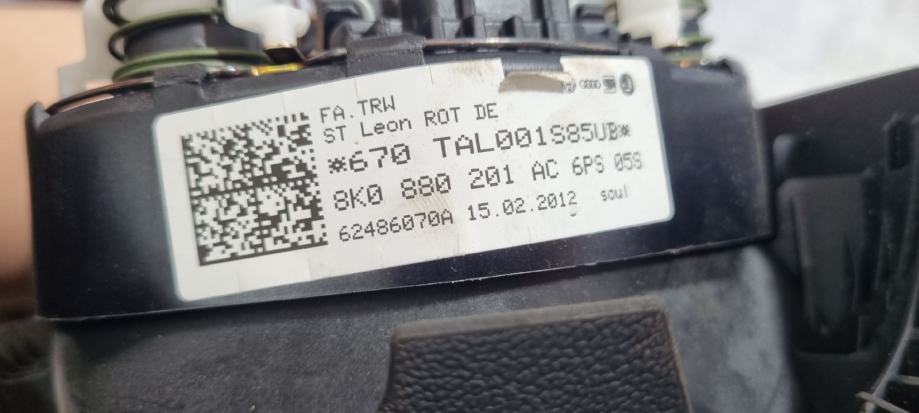 FA.TRW
ST Leon ROT DE
*670 TAL001S85UB*
8K0 880 201 AC 6PS 05S
62486070A 15.02.2012 soul